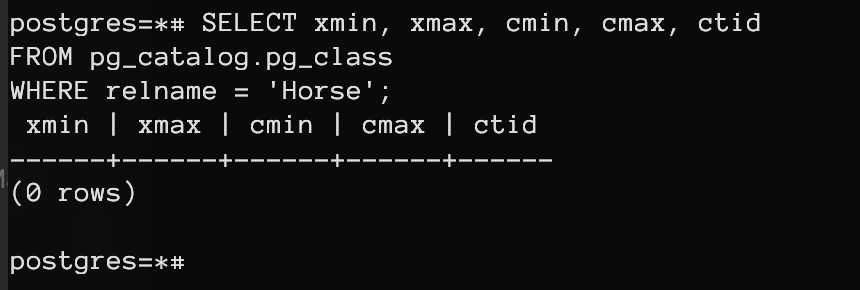 postgres=*# SELECT xmin, xmax, cmin, cmax, ctid
FROM pg_catalog.pg_class
WHERE relname = 'Horse';
 xmin | xmax | cmin | cmax | ctid
------+------+------+------+------
(0 rows)

postgres=*#